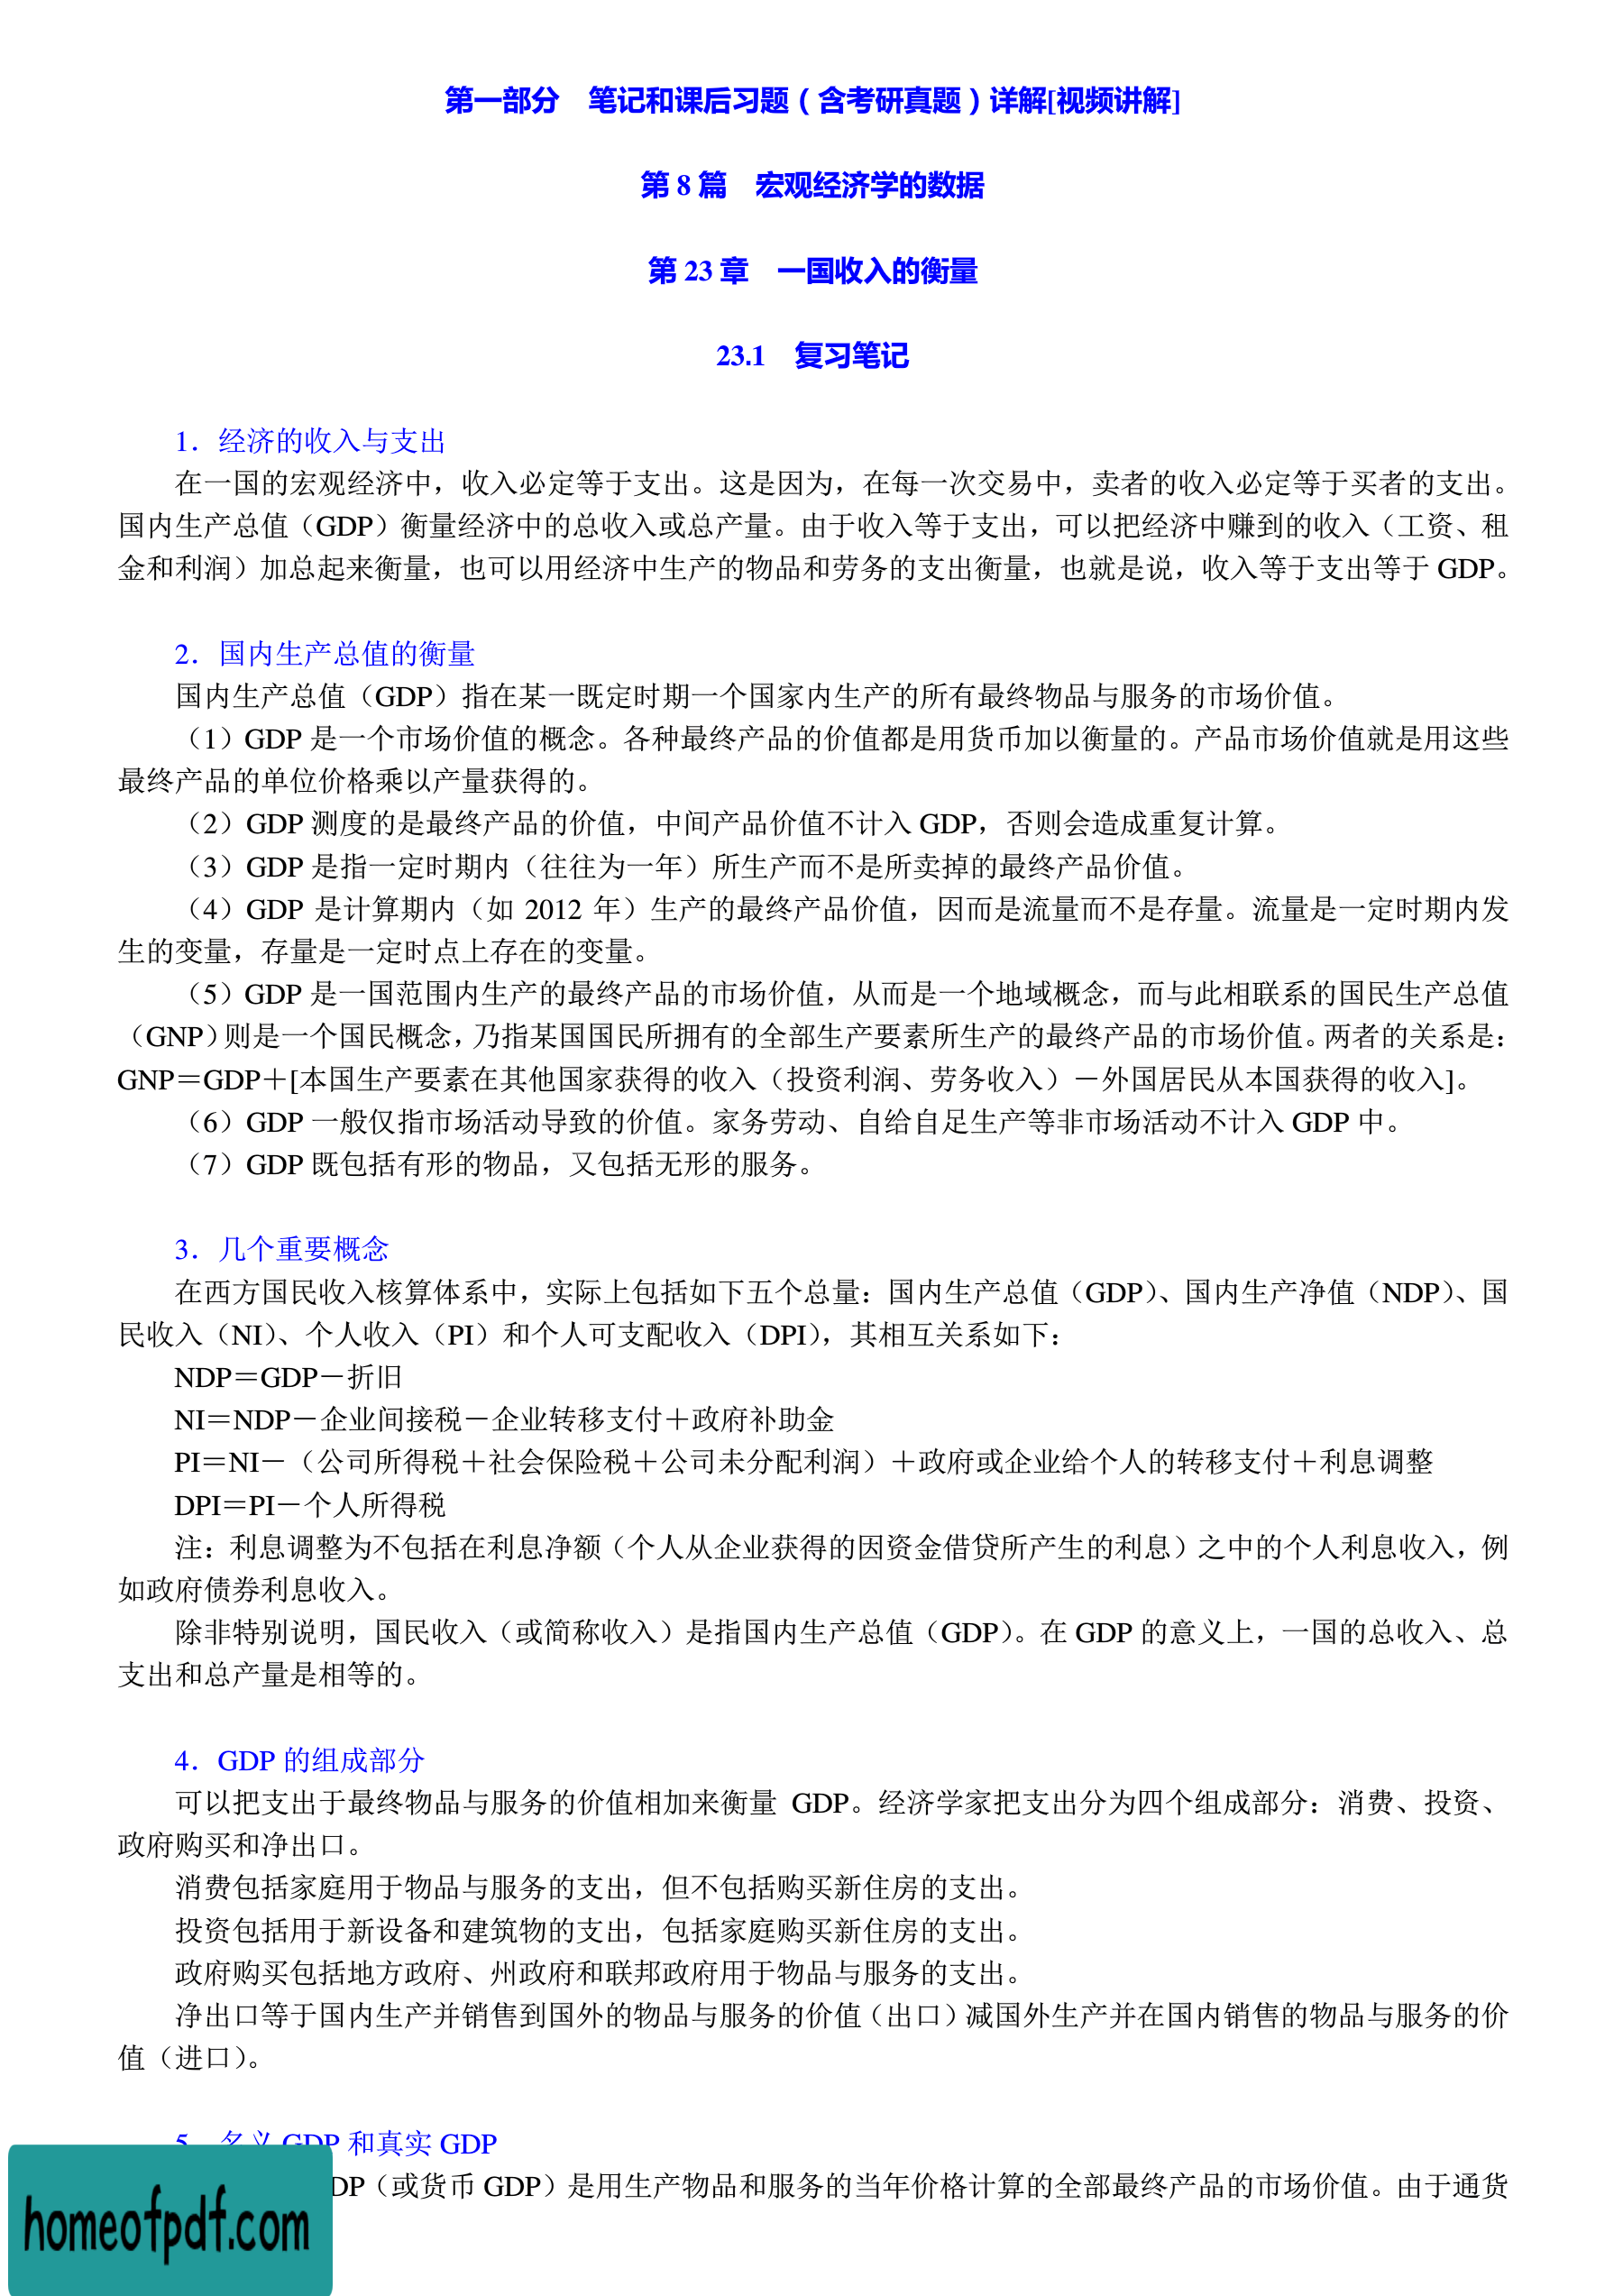 第一部分　笔记和课后习题（含考研真题）详解[视频讲解]
第 8 篇　宏观经济学的数据
第 23 章　一国收入的衡量
23.1　复习笔记
1．经济的收入与支出
在一国的宏观经济中，收入必定等于支出。这是因为，在每一次交易中，卖者的收入必定等于买者的支出。
国内生产总值（GDP）衡量经济中的总收入或总产量。由于收入等于支出，可以把经济中赚到的收入（工资、租
金和利润）加总起来衡量，也可以用经济中生产的物品和劳务的支出衡量，也就是说，收入等于支出等于 GDP。
2．国内生产总值的衡量
国内生产总值（GDP）指在某一既定时期一个国家内生产的所有最终物品与服务的市场价值。
（1）GDP 是一个市场价值的概念。各种最终产品的价值都是用货币加以衡量的。产品市场价值就是用这些
最终产品的单位价格乘以产量获得的。
（2）GDP 测度的是最终产品的价值，中间产品价值不计入 GDP，否则会造成重复计算。
（3）GDP 是指一定时期内（往往为一年）所生产而不是所卖掉的最终产品价值。
（4）GDP 是计算期内（如 2012 年）生产的最终产品价值，因而是流量而不是存量。流量是一定时期内发
生的变量，存量是一定时点上存在的变量。
（5）GDP 是一国范围内生产的最终产品的市场价值，从而是一个地域概念，而与此相联系的国民生产总值
（GNP）则是一个国民概念，乃指某国国民所拥有的全部生产要素所生产的最终产品的市场价值。两者的关系是：
GNP＝GDP＋[本国生产要素在其他国家获得的收入（投资利润、劳务收入）－外国居民从本国获得的收入]。
（6）GDP 一般仅指市场活动导致的价值。家务劳动、自给自足生产等非市场活动不计入 GDP 中。
（7）GDP 既包括有形的物品，又包括无形的服务。
3．几个重要概念
在西方国民收入核算体系中，实际上包括如下五个总量：国内生产总值（GDP）、国内生产净值（NDP）、国
民收入（NI）、个人收入（PI）和个人可支配收入（DPI），其相互关系如下：
NDP＝GDP－折旧
NI＝NDP－企业间接税－企业转移支付＋政府补助金
PI＝NI－（公司所得税＋社会保险税＋公司未分配利润）＋政府或企业给个人的转移支付＋利息调整
DPI＝PI－个人所得税
注：利息调整为不包括在利息净额（个人从企业获得的因资金借贷所产生的利息）之中的个人利息收入，例
如政府债券利息收入。
除非特别说明，国民收入（或简称收入）是指国内生产总值（GDP）。在 GDP 的意义上，一国的总收入、总
支出和总产量是相等的。
4．GDP 的组成部分
可以把支出于最终物品与服务的价值相加来衡量 GDP。经济学家把支出分为四个组成部分：消费、投资、
政府购买和净出口。
消费包括家庭用于物品与服务的支出，但不包括购买新住房的支出。
投资包括用于新设备和建筑物的支出，包括家庭购买新住房的支出。
政府购买包括地方政府、州政府和联邦政府用于物品与服务的支出。
净出口等于国内生产并销售到国外的物品与服务的价值（出口）减国外生产并在国内销售的物品与服务的价
值（进口）。
5．名义 GDP 和真实 GDP
DP（或货币 GDP）是用生产物品和服务的当年价格计算的全部最终产品的市场价值。由于通货
homeofpdf.com